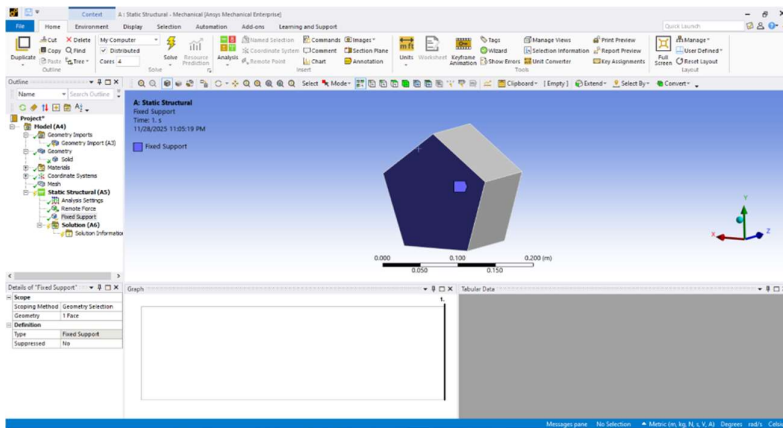 Context
A : Static Structural - Mechanical [Ansys Mechanical Enterprise]
File Home Environment Display Selection Automation Add-ons Learning and Support
Quick Launch
Duplicate
Cut
Delete
Copy
Find
Paste
Tree
Outline
My Computer
Distributed
Cores 4
Solve
Resource Prediction
Solve
Analysis
Named Selection
Coordinate System
Remote Point
Commands
Comment
Chart
Images
Section Plane
Annotation
Insert
Units
Worksheet
Keyframe Animation
Tags
Wizard
Show Errors
Manage Views
Selection Information
Unit Converter
Print Preview
Report Preview
Key Assignments
Tools
Full Screen
Manage
User Defined
Reset Layout
Layout
Outline
Name
Search Outline
Select
Mode
Clipboard
[ Empty ]
Extend
Select By
Convert
Project*
Model (A4)
Geometry Imports
Geometry Import (A3)
Geometry
Solid
Materials
Coordinate Systems
Mesh
Static Structural (A5)
Analysis Settings
Remote Force
Fixed Support
Solution (A6)
Solution Informatio
A: Static Structural
Fixed Support
Time: 1. s
11/28/2025 11:05:19 PM
Fixed Support
Y
X
Z
0.000 0.100 0.200 (m)
0.050 0.150
Details of "Fixed Support"
Scope
Scoping Method Geometry Selection
Geometry 1 Face
Definition
Type Fixed Support
Suppressed No
Graph
1.
Tabular Data
Messages pane No Selection Metric (m, kg, N, s, V, A) Degrees rad/s Celsi